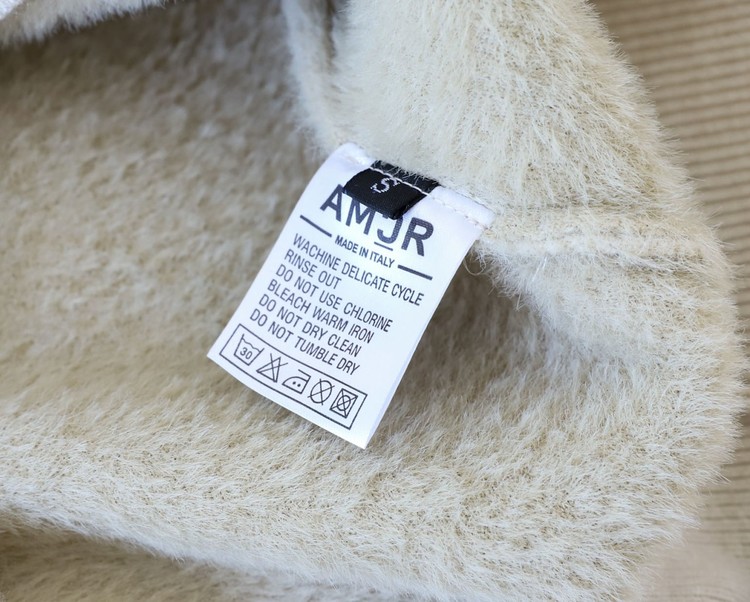 S
AMJR
MADE IN ITALY
WACHINE DELICATE CYCLE
RINSE OUT
DO NOT USE CHLORINE
BLEACH WARM IRON
DO NOT DRY CLEAN
DO NOT TUMBLE DRY
30